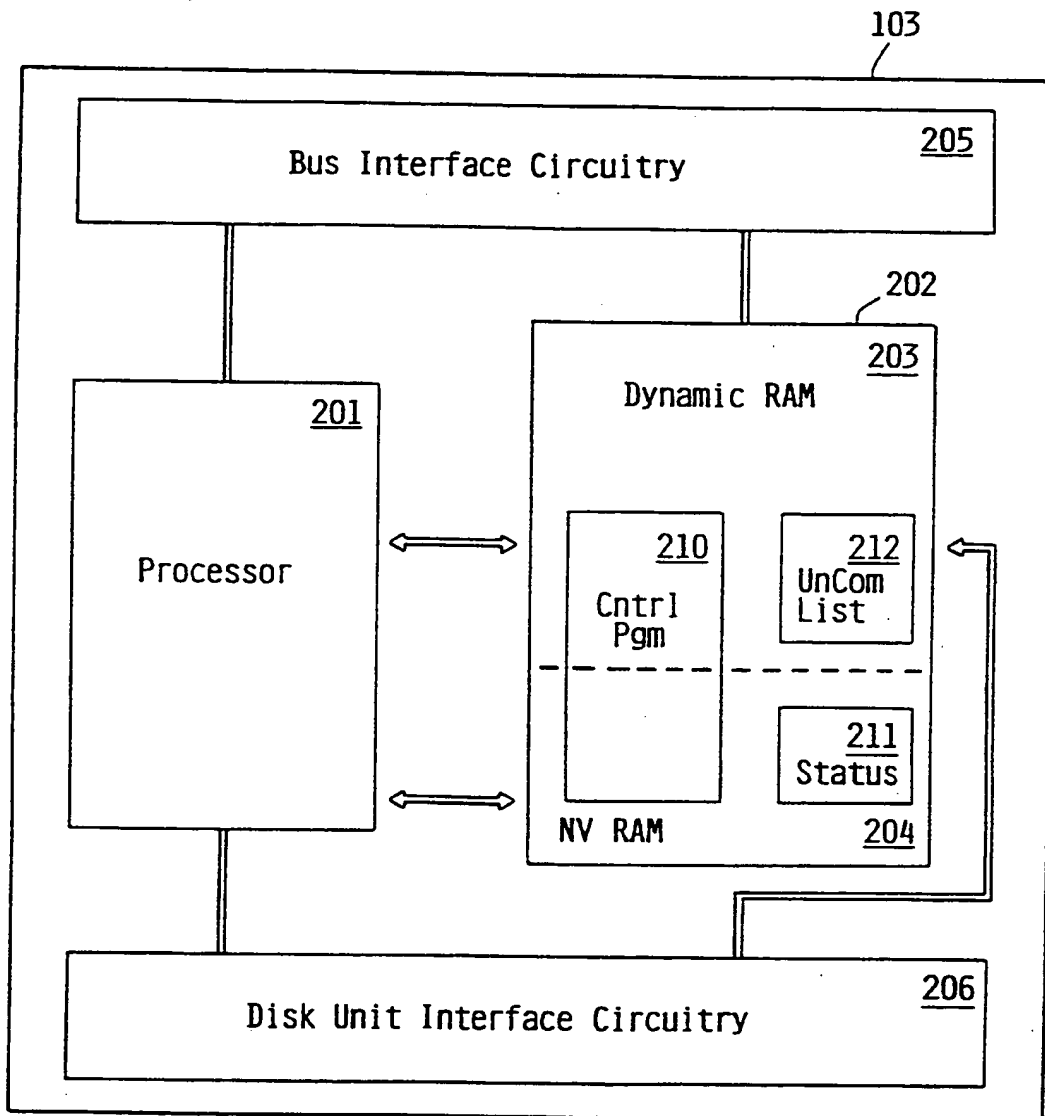 103
205
Bus Interface Circuitry
202
203
Dynamic RAM
201
Processor
210
Cntrl
Pgm
212
UnCom
List
211
Status
NV RAM
204
206
Disk Unit Interface Circuitry